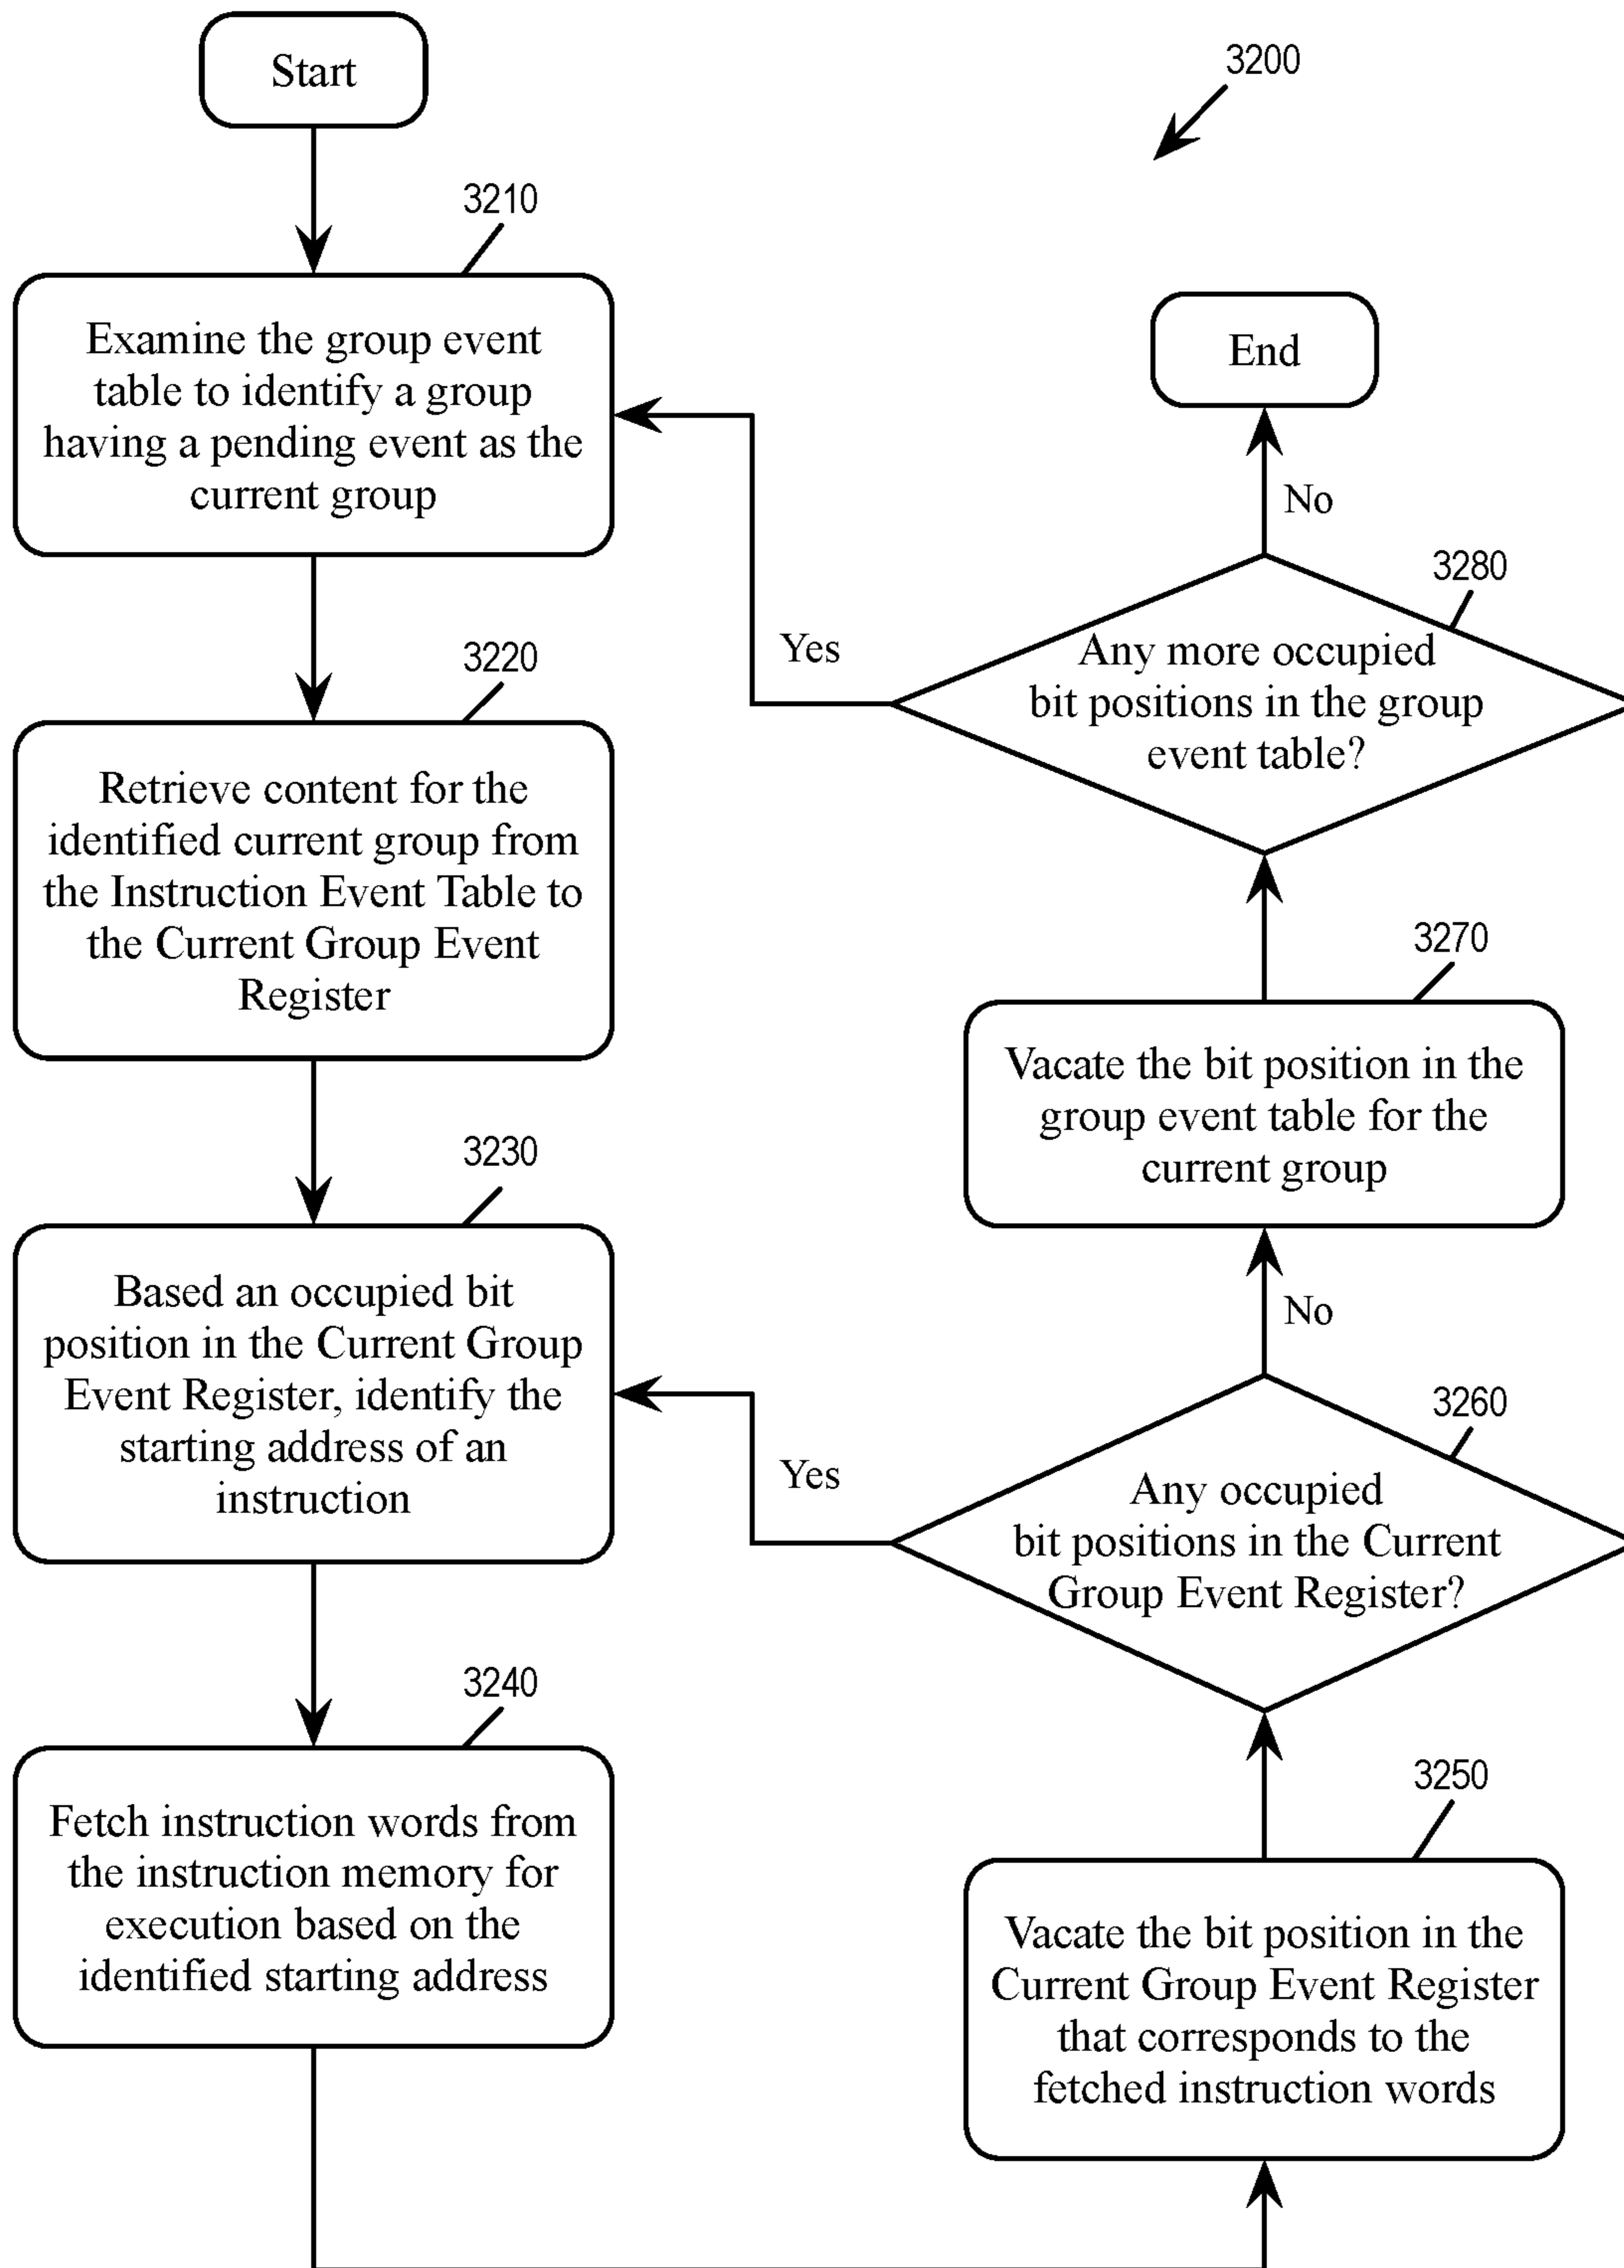 Start
3200
3210
Examine the group event
table to identify a group
having a pending event as the
current group
3220
Retrieve content for the
identified current group from
the Instruction Event Table to
the Current Group Event
Register
3230
Based an occupied bit
position in the Current Group
Event Register, identify the
starting address of an
instruction
3240
Fetch instruction words from
the instruction memory for
execution based on the
identified starting address
3250
Vacate the bit position in the
Current Group Event Register
that corresponds to the
fetched instruction words
3260
Any occupied
bit positions in the Current
Group Event Register?
Yes
No
3270
Vacate the bit position in the
group event table for the
current group
3280
Any more occupied
bit positions in the group
event table?
Yes
No
End